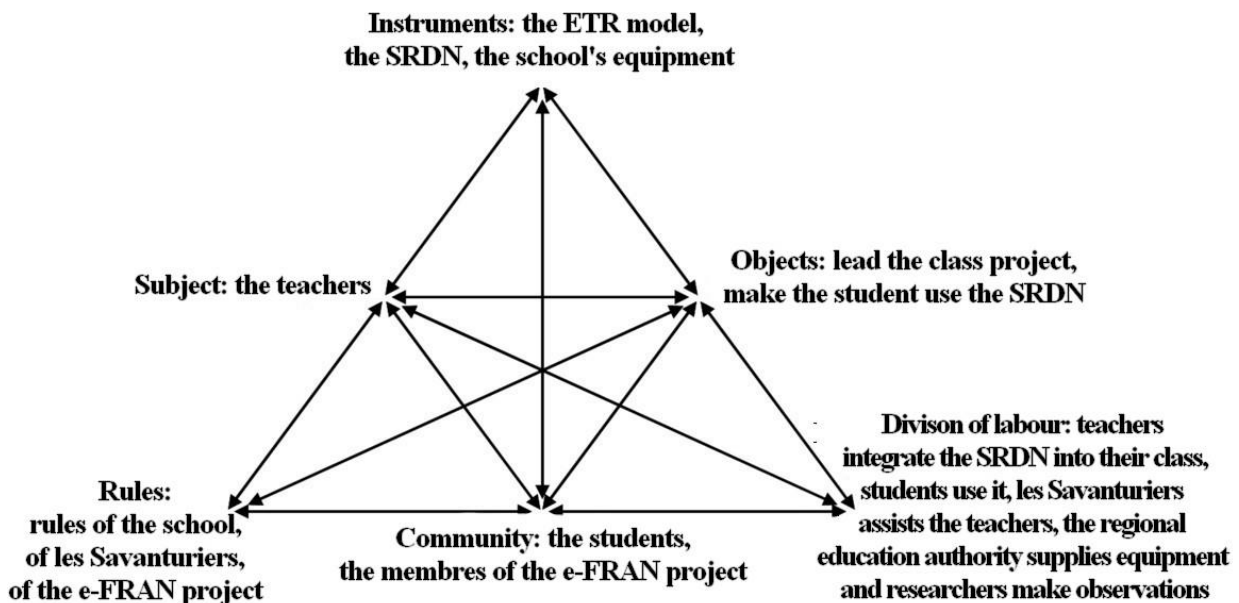 Instruments: the ETR model,
the SRDN, the school's equipment
Subject: the teachers
Objects: lead the class project,
make the student use the SRDN
Rules:
rules of the school,
of les Savanturiers,
of the e-FRAN project
Community: the students,
the membres of the e-FRAN project
Divison of labour: teachers
integrate the SRDN into their class,
students use it, les Savanturiers
assists the teachers, the regional
education authority supplies equipment
and researchers make observations